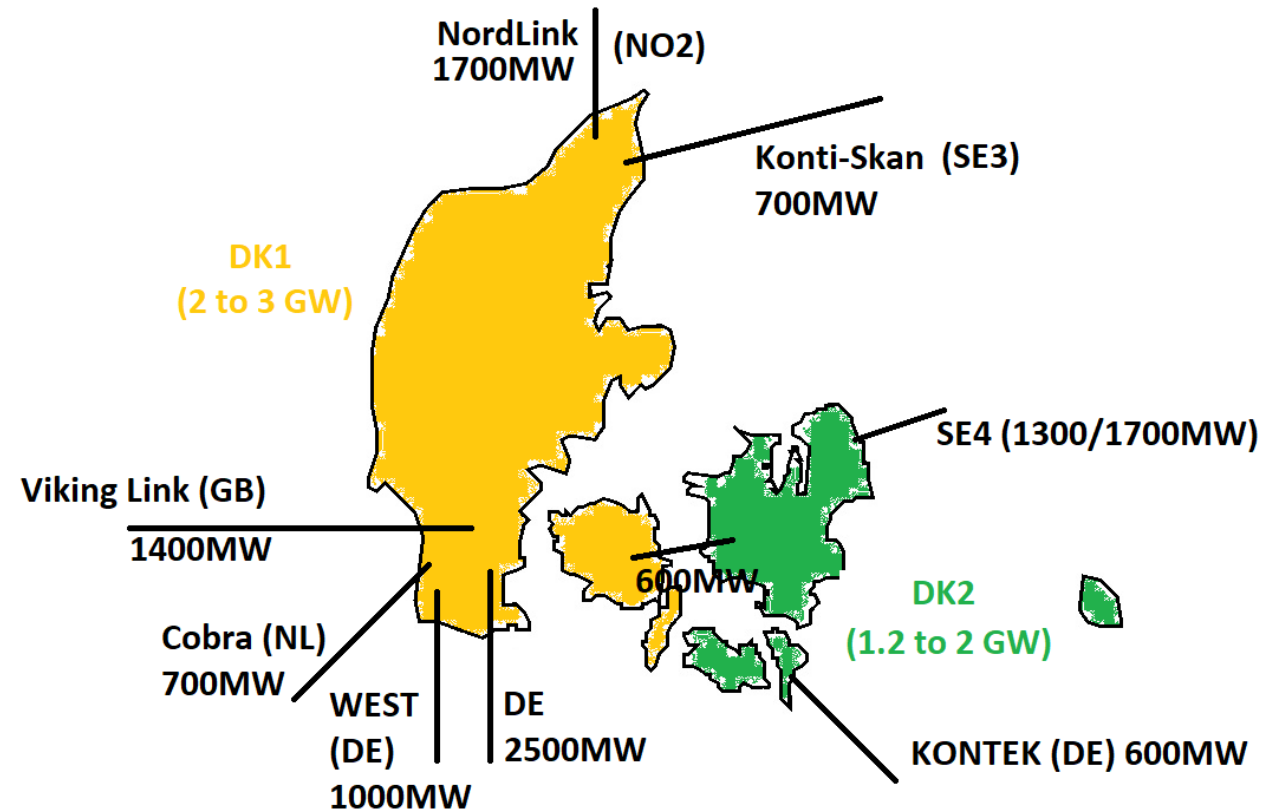 NordLink
1700MW
(NO2)
Konti-Skan (SE3)
700MW
DK1
(2 to 3 GW)
SE4 (1300/1700MW)
Viking Link (GB)
1400MW
600MW
DK2
(1.2 to 2 GW)
Cobra (NL)
700MW
WEST
(DE)
1000MW
DE
2500MW
KONTEK (DE) 600MW